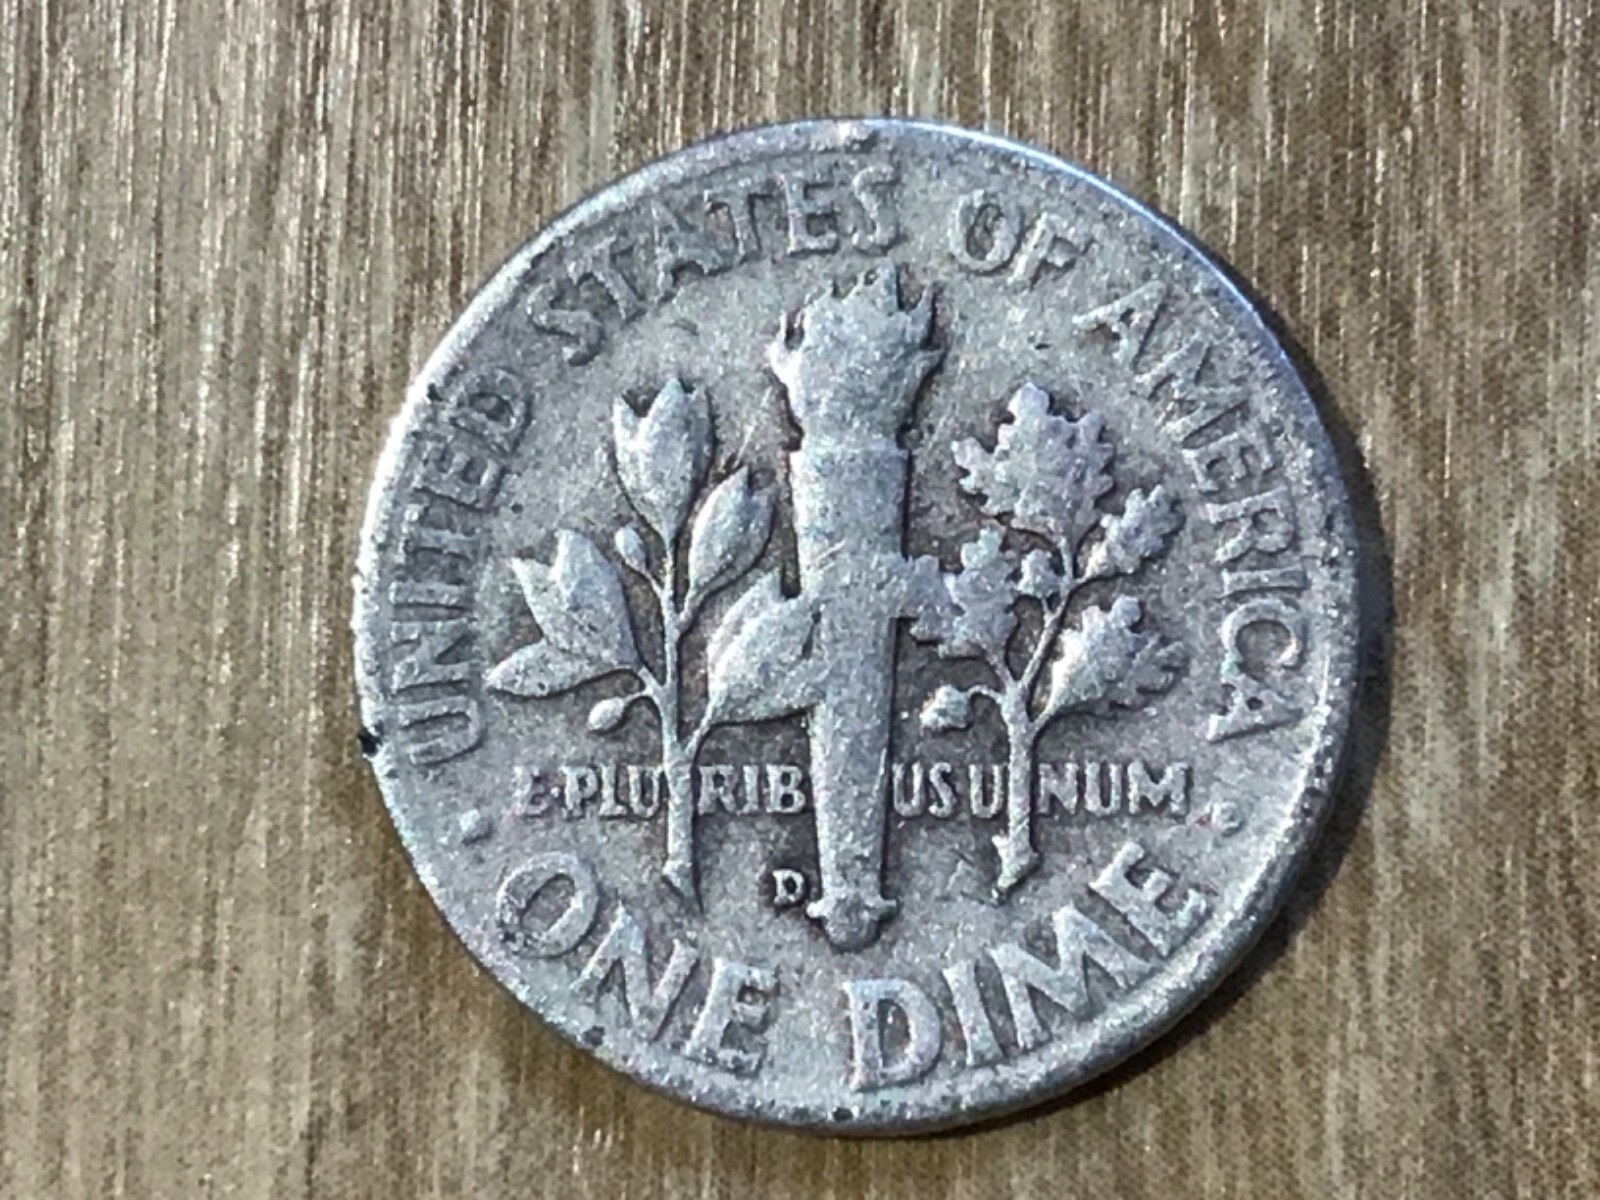 UNITED STATES OF AMERICA
E·PLURIBUS UNUM
D
· ONE DIME ·